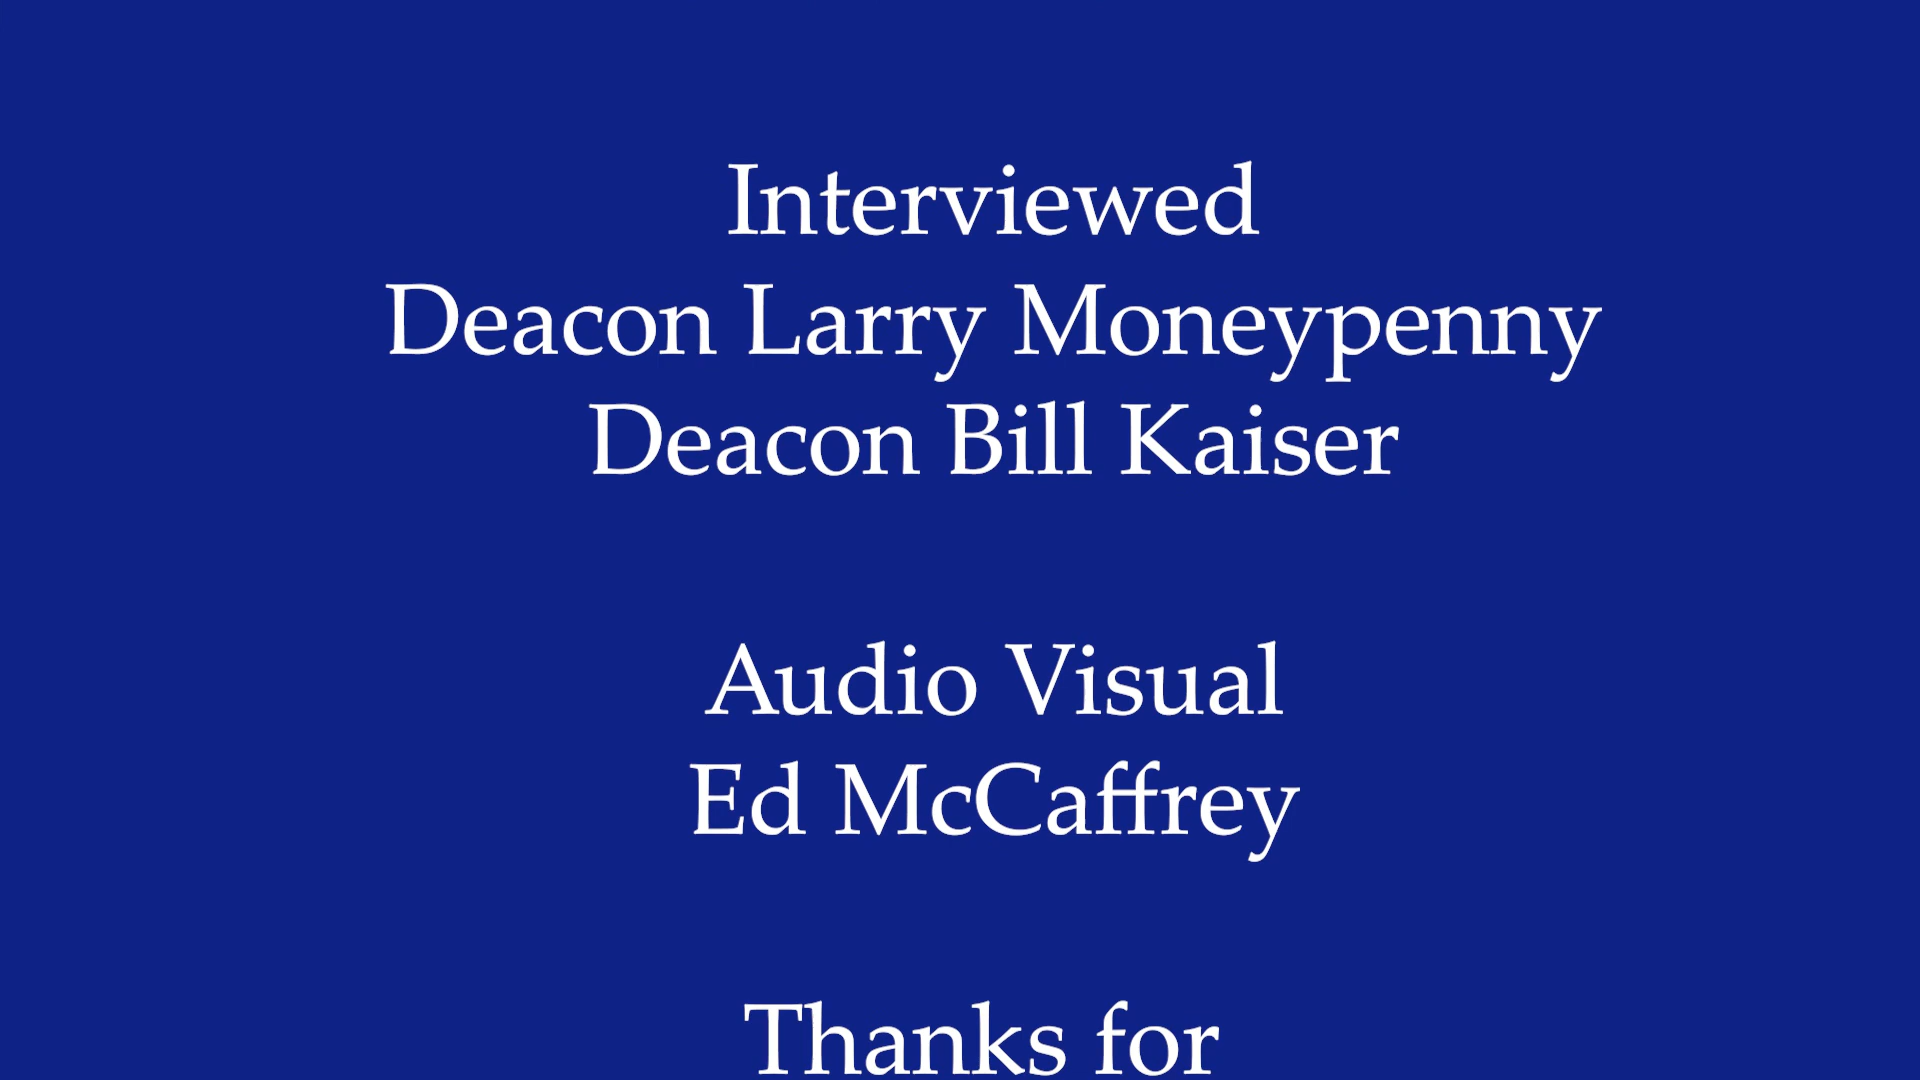 Interviewed
Deacon Larry Moneypenny
Deacon Bill Kaiser
Audio Visual
Ed McCaffrey
Thanks for